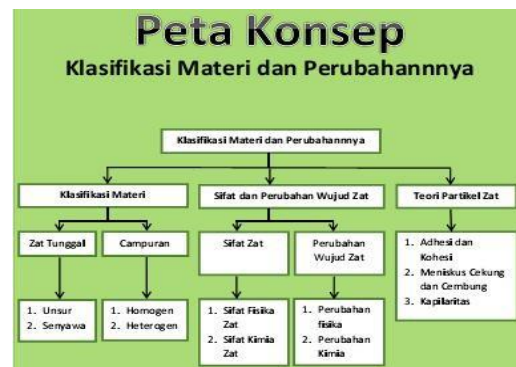 Peta Konsep
Klasifikasi Materi dan Perubahannnya
Klasifikasi Materi dan Perubahannnya
Klasifikasi Materi
Sifat dan Perubahan Wujud Zat
Teori Partikel Zat
Zat Tunggal
Campuran
Sifat Zat
Perubahan
Wujud Zat
1. Adhesi dan
Kohesi
2. Meniskus Cekung
dan Cembung
3. Kapilaritas
1. Unsur
2. Senyawa
1. Homogen
2. Heterogen
1. Sifat Fisika
Zat
2. Sifat Kimia
Zat
1. Perubahan
fisika
2. Perubahan
Kimia